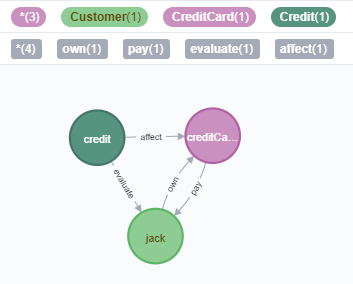 *(3) Customer(1) CreditCard(1) Credit(1)
*(4) own(1) pay(1) evaluate(1) affect(1)
credit affect creditCa...
evaluate own pay
jack